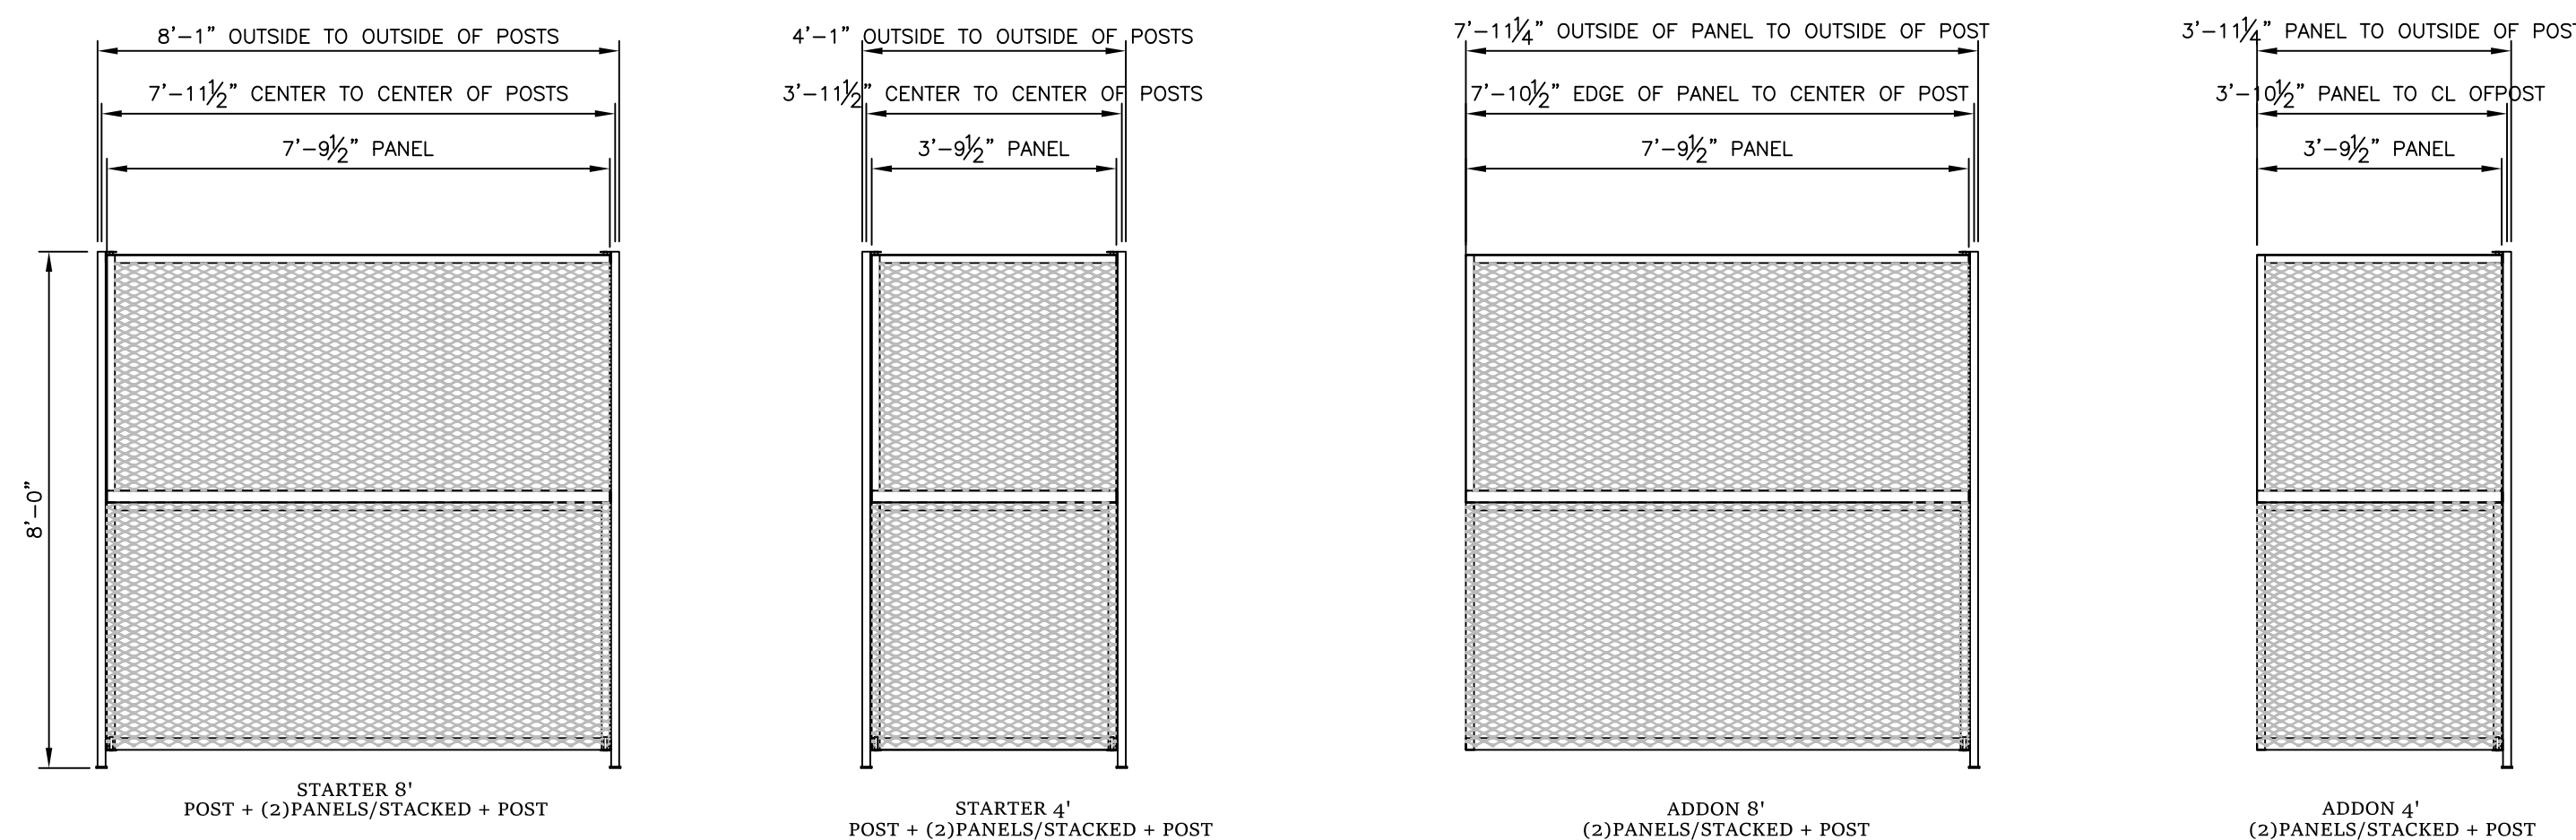 8'-1" OUTSIDE TO OUTSIDE OF POSTS
7'-11½" CENTER TO CENTER OF POSTS
7'-9½" PANEL
8'-0"
STARTER 8'
POST + (2)PANELS/STACKED + POST
4'-1" OUTSIDE TO OUTSIDE OF POSTS
3'-11½" CENTER TO CENTER OF POSTS
3'-9½" PANEL
STARTER 4'
POST + (2)PANELS/STACKED + POST
7'-11¼" OUTSIDE OF PANEL TO OUTSIDE OF POST
7'-10½" EDGE OF PANEL TO CENTER OF POST
7'-9½" PANEL
ADDON 8'
(2)PANELS/STACKED + POST
3'-11¼" PANEL TO OUTSIDE OF POST
3'-10½" PANEL TO CL OFPOST
3'-9½" PANEL
ADDON 4'
(2)PANELS/STACKED + POST